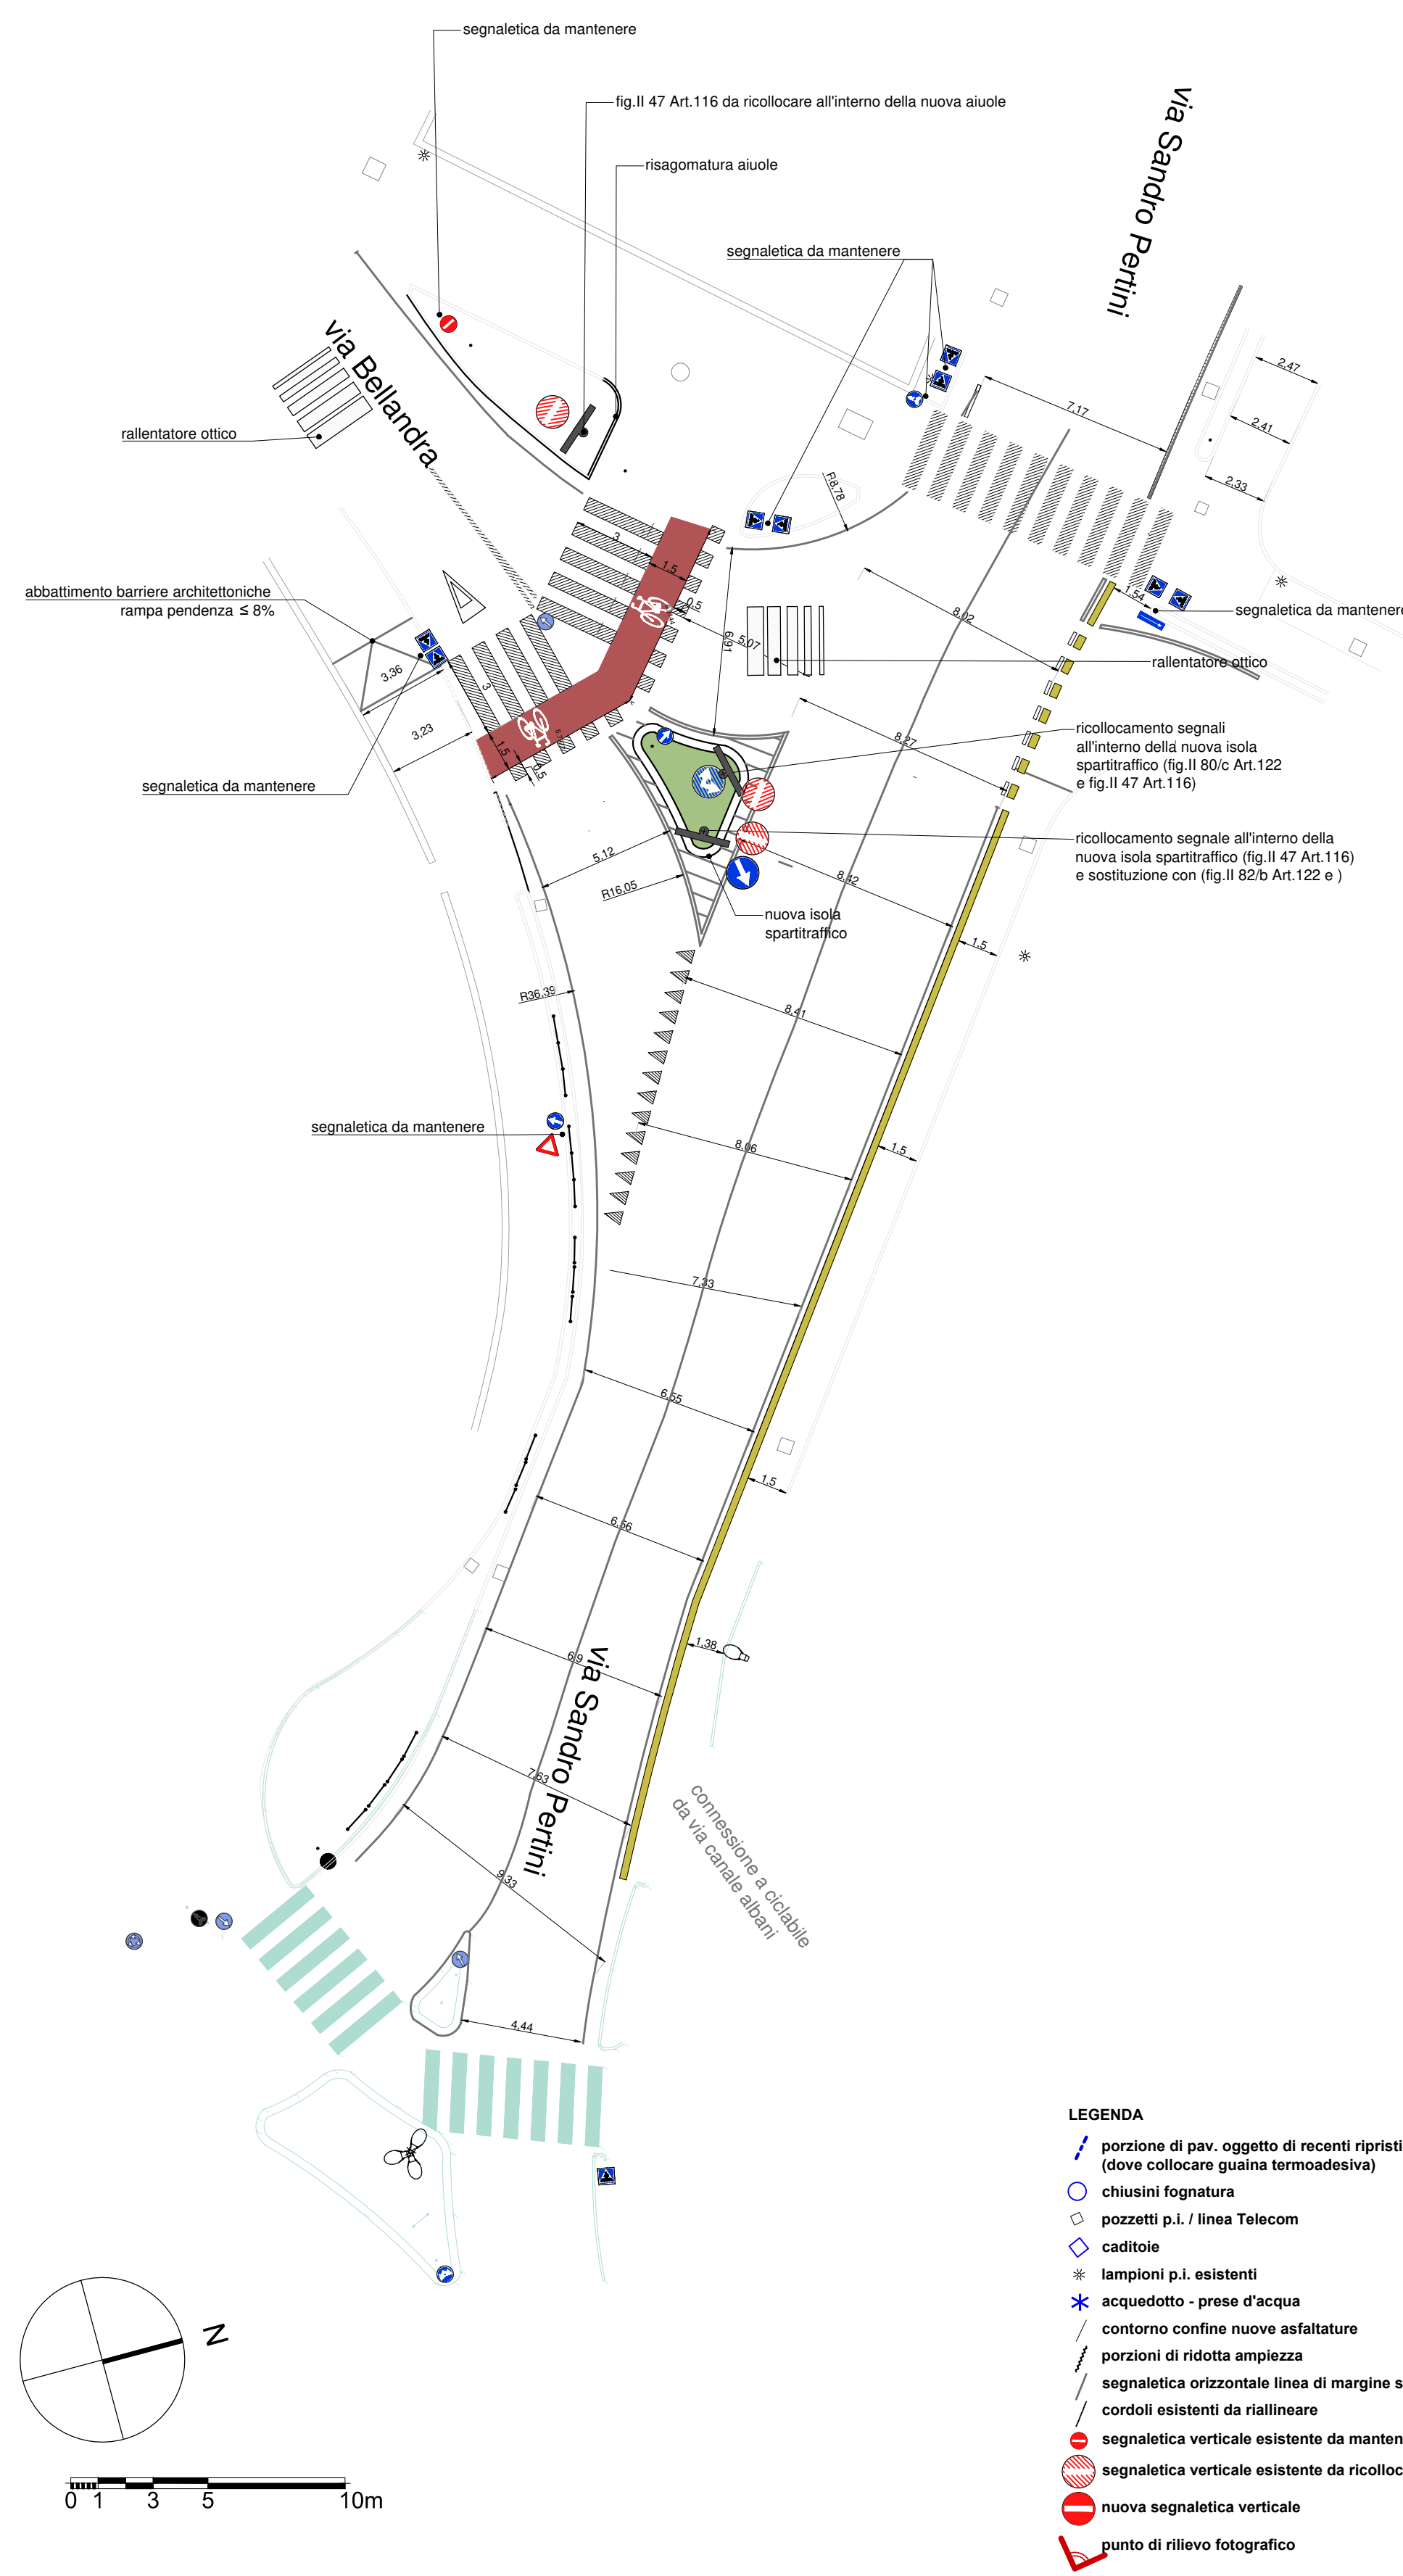 segnaletica da mantenere
fig.II 47 Art.116 da ricollocare all'interno della nuova aiuole
risagomatura aiuole
via Sandro Pertini
segnaletica da mantenere
via Bellandra
rallentatore ottico
2,47
7,17
2,41
2,33
R8,78
3
1,5
0,5
6,91
5,07
8,02
1,54
segnaletica da mantenere
abbattimento barriere architettoniche
rampa pendenza ≤ 8%
rallentatore ottico
3,36
3
3,23
1,5
0,5
segnaletica da mantenere
8,27
ricollocamento segnali
all'interno della nuova isola
spartitraffico (fig.II 80/c Art.122
e fig.II 47 Art.116)
ricollocamento segnale all'interno della
nuova isola spartitraffico (fig.II 47 Art.116)
e sostituzione con (fig.II 82/b Art.122 e )
5,12
R16,05
8,42
nuova isola
spartitraffico
1,5
R36,39
8,41
segnaletica da mantenere
8,06
1,5
7,33
6,55
1,5
6,56
1,38
6,9
via Sandro Pertini
7,63
connessione a ciclabile
da via canale albani
9,33
4,44
LEGENDA
porzione di pav. oggetto di recenti ripristi
(dove collocare guaina termoadesiva)
chiusini fognatura
pozzetti p.i. / linea Telecom
caditoie
lampioni p.i. esistenti
acquedotto - prese d'acqua
contorno confine nuove asfaltature
porzioni di ridotta ampiezza
segnaletica orizzontale linea di margine s
cordoli esistenti da riallineare
segnaletica verticale esistente da manten
segnaletica verticale esistente da ricolloc
nuova segnaletica verticale
punto di rilievo fotografico
N
0 1 3 5 10m